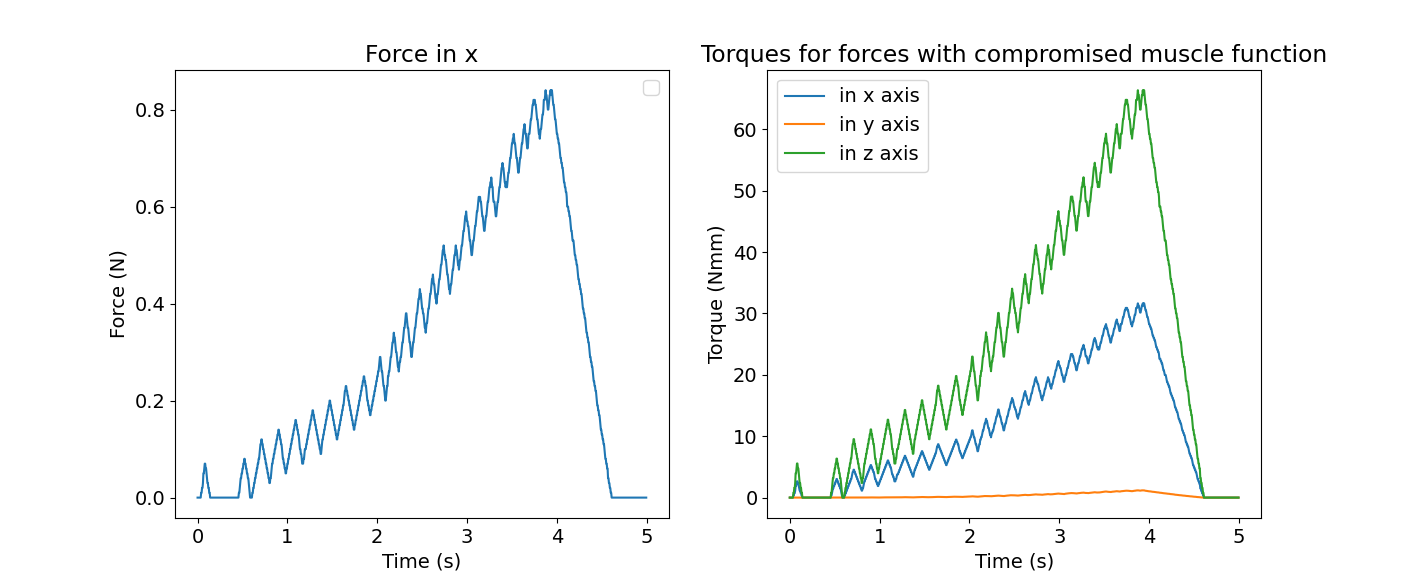 Force in x
Force (N)
0.8
0.6
0.4
0.2
0.0
0 1 2 3 4 5
Time (s)
Torques for forces with compromised muscle function
in x axis
in y axis
in z axis
Torque (Nmm)
60
50
40
30
20
10
0
0 1 2 3 4 5
Time (s)